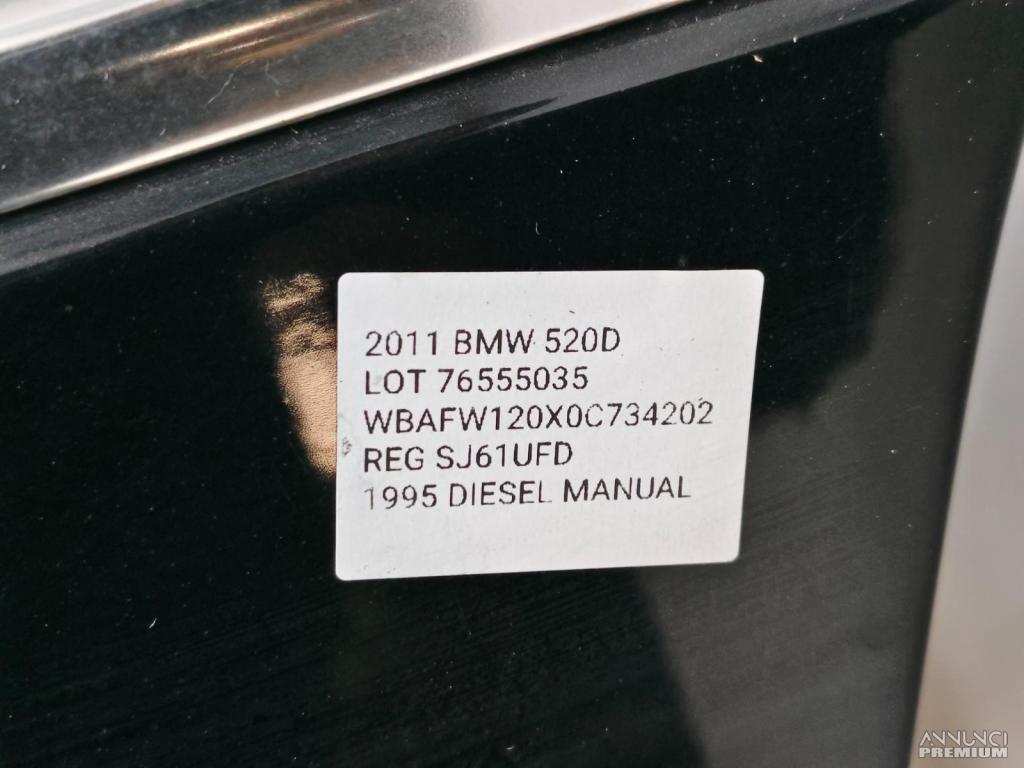 2011 BMW 520D
LOT 76555035
WBAFW120X0C734202
REG SJ61UFD
1995 DIESEL MANUAL
ANNUNCI
PREMIUM